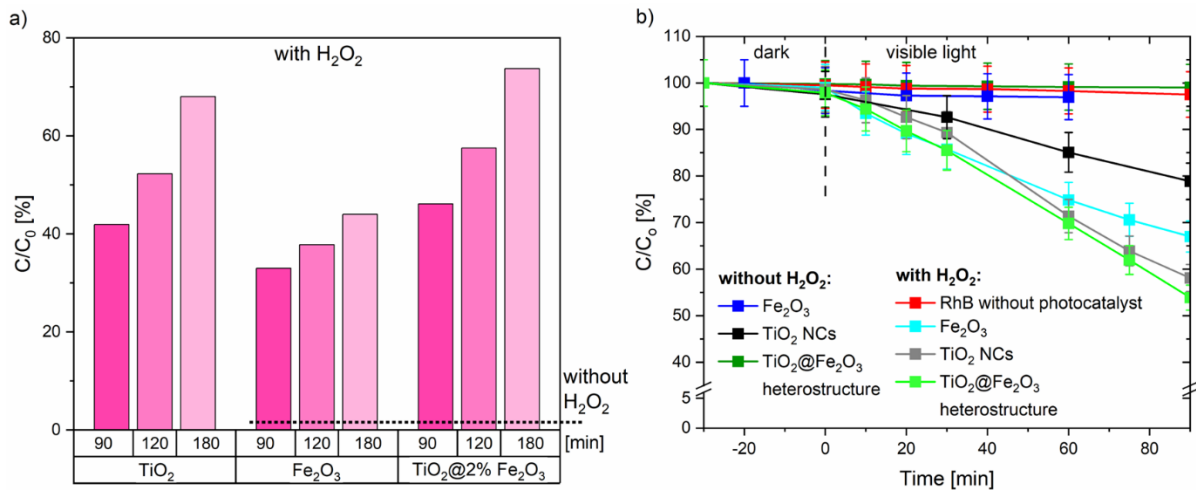 a)
with H₂O₂
C/C₀ [%]
80
60
40
20
0
without
H₂O₂
90 120 180 90 120 180 90 120 180 [min]
TiO₂ Fe₂O₃ TiO₂@2% Fe₂O₃
b)
dark visible light
C/Cₒ [%]
110
100
90
80
70
60
50
40
5
0
without H₂O₂:
Fe₂O₃
TiO₂ NCs
TiO₂@Fe₂O₃
heterostructure
with H₂O₂:
RhB without photocatalyst
Fe₂O₃
TiO₂ NCs
TiO₂@Fe₂O₃
heterostructure
-20 0 20 40 60 80
Time [min]